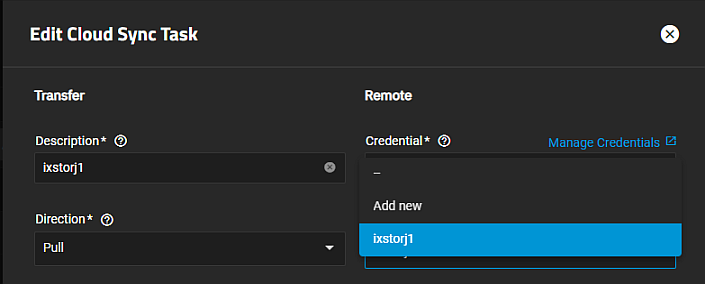 Edit Cloud Sync Task
Transfer
Remote
Description*
Credential*
Manage Credentials
ixstorj1
--
Add new
Direction*
ixstorj1
Pull